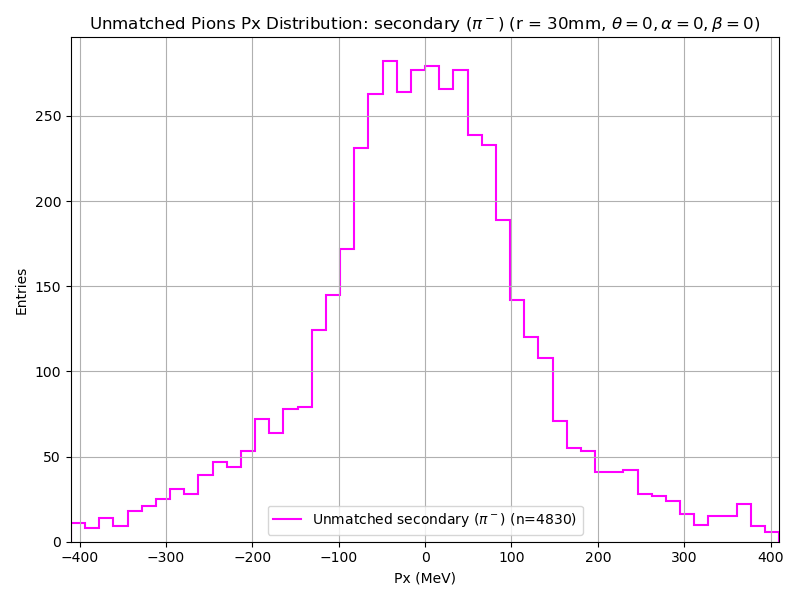 Unmatched Pions Px Distribution: secondary (π⁻) (r = 30mm, θ = 0, α = 0, β = 0)
Entries
250
200
150
100
50
0
Unmatched secondary (π⁻) (n=4830)
−400 −300 −200 −100 0 100 200 300 400
Px (MeV)